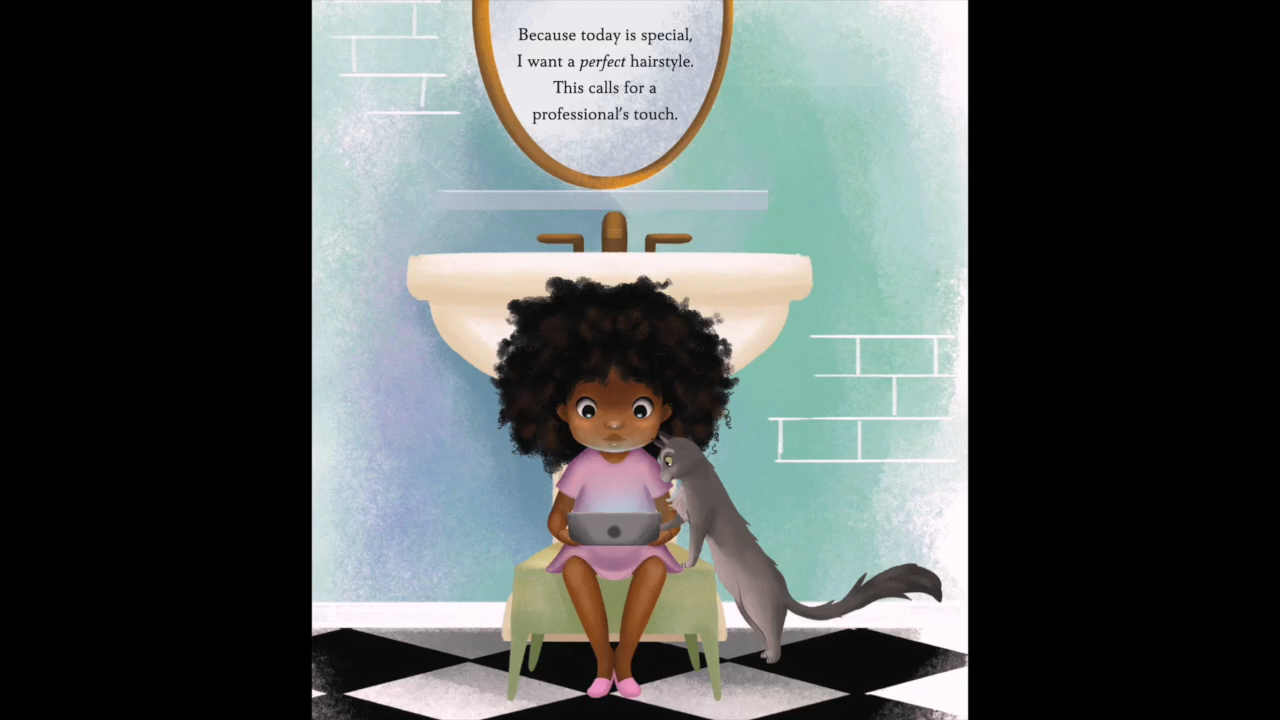 Because today is special,
I want a perfect hairstyle.
This calls for a
professional's touch.